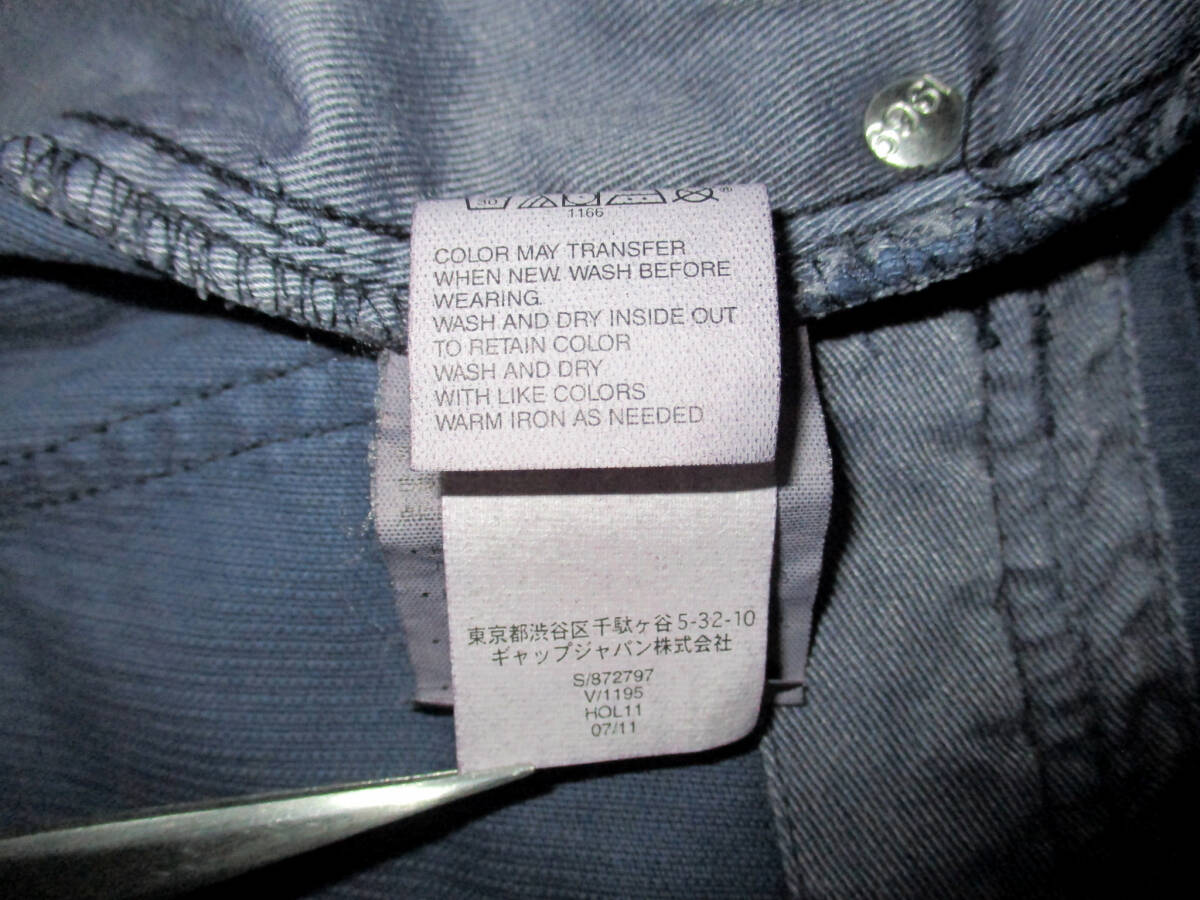 595
30
®
1166
COLOR MAY TRANSFER
WHEN NEW. WASH BEFORE
WEARING.
WASH AND DRY INSIDE OUT
TO RETAIN COLOR
WASH AND DRY
WITH LIKE COLORS
WARM IRON AS NEEDED
東京都渋谷区千駄ヶ谷5-32-10
ギャップジャパン株式会社
S/872797
V/1195
HOL11
07/11